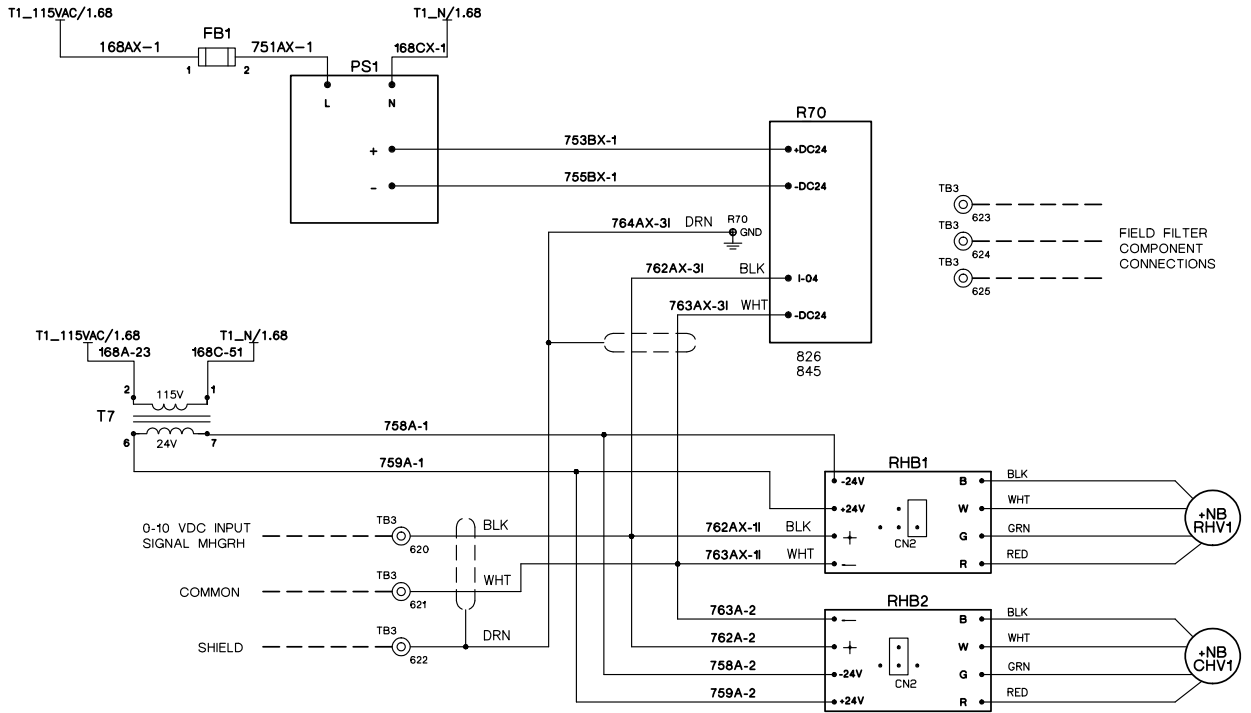 T1_115VAC/1.68
T1_N/1.68
FB1
168AX-1
751AX-1
168CX-1
1
2
PS1
L
N
R70
+
753BX-1
+DC24
-
755BX-1
-DC24
764AX-3I
DRN
R70
GND
762AX-3I
BLK
I-04
763AX-3I
WHT
-DC24
826
845
TB3
623
TB3
624
TB3
625
FIELD FILTER
COMPONENT
CONNECTIONS
T1_115VAC/1.68
T1_N/1.68
168A-23
168C-51
2
115V
1
T7
6
24V
7
758A-1
759A-1
RHB1
-24V
B
BLK
+24V
W
WHT
0-10 VDC INPUT
SIGNAL MHGRH
TB3
620
BLK
762AX-1I
BLK
+
CN2
G
GRN
763AX-1I
WHT
—
R
RED
+NB
RHV1
COMMON
TB3
621
WHT
SHIELD
TB3
622
DRN
RHB2
763A-2
—
B
BLK
762A-2
+
W
WHT
758A-2
-24V
CN2
G
GRN
759A-2
+24V
R
RED
+NB
CHV1